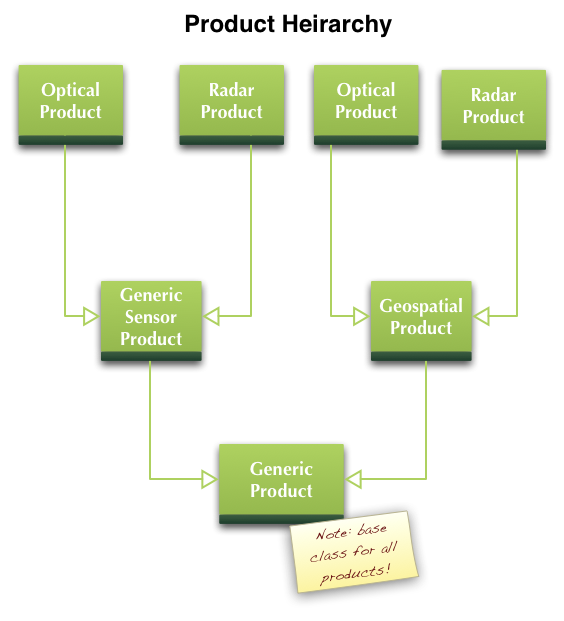 Product Heirarchy
Optical
Product
Radar
Product
Optical
Product
Radar
Product
Generic
Sensor
Product
Geospatial
Product
Generic
Product
Note: base
class for all
products!